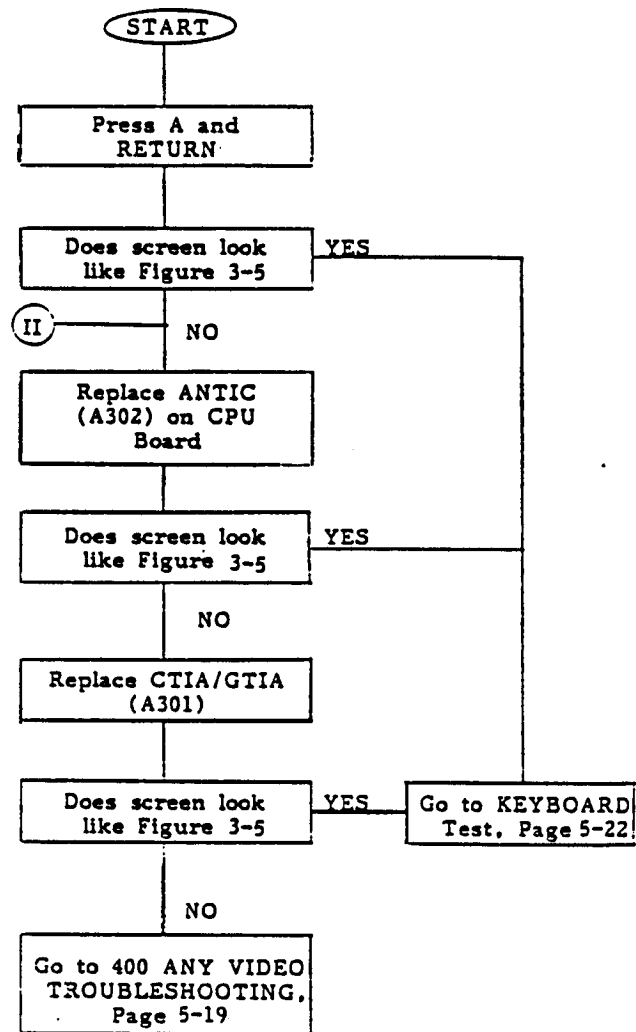 START
Press A and
RETURN
Does screen look
like Figure 3-5
YES
II
NO
Replace ANTIC
(A302) on CPU
Board
Does screen look
like Figure 3-5
YES
NO
Replace CTIA/GTIA
(A301)
Does screen look
like Figure 3-5
YES
Go to KEYBOARD
Test, Page 5-22
NO
Go to 400 ANY VIDEO
TROUBLESHOOTING,
Page 5-19